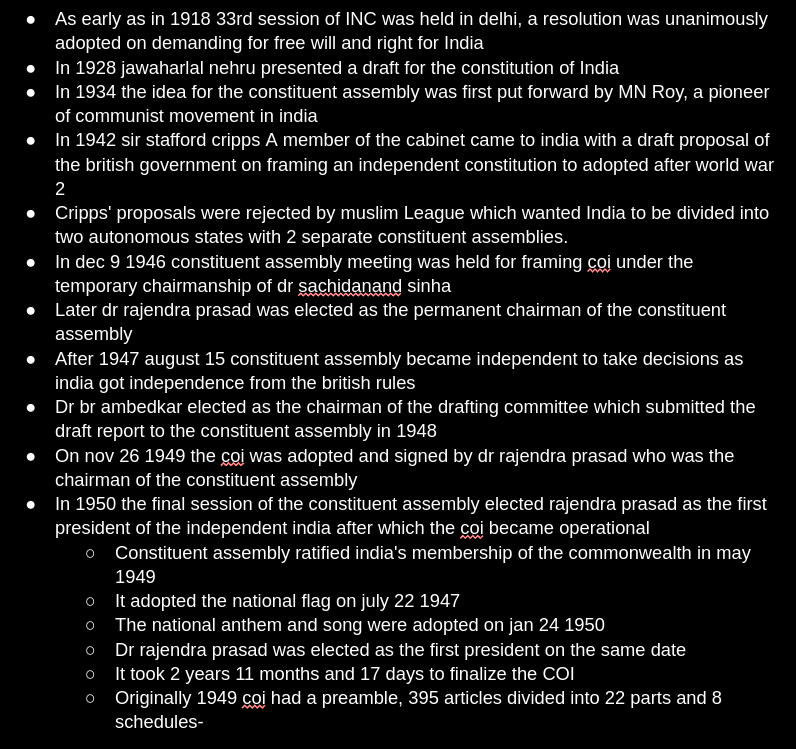 ● As early as in 1918 33rd session of INC was held in delhi, a resolution was unanimously
adopted on demanding for free will and right for India
● In 1928 jawaharlal nehru presented a draft for the constitution of India
● In 1934 the idea for the constituent assembly was first put forward by MN Roy, a pioneer
of communist movement in india
● In 1942 sir stafford cripps A member of the cabinet came to india with a draft proposal of
the british government on framing an independent constitution to adopted after world war
2
● Cripps' proposals were rejected by muslim League which wanted India to be divided into
two autonomous states with 2 separate constituent assemblies.
● In dec 9 1946 constituent assembly meeting was held for framing coi under the
temporary chairmanship of dr sachidanand sinha
● Later dr rajendra prasad was elected as the permanent chairman of the constituent
assembly
● After 1947 august 15 constituent assembly became independent to take decisions as
india got independence from the british rules
● Dr br ambedkar elected as the chairman of the drafting committee which submitted the
draft report to the constituent assembly in 1948
● On nov 26 1949 the coi was adopted and signed by dr rajendra prasad who was the
chairman of the constituent assembly
● In 1950 the final session of the constituent assembly elected rajendra prasad as the first
president of the independent india after which the coi became operational
○ Constituent assembly ratified india's membership of the commonwealth in may
1949
○ It adopted the national flag on july 22 1947
○ The national anthem and song were adopted on jan 24 1950
○ Dr rajendra prasad was elected as the first president on the same date
○ It took 2 years 11 months and 17 days to finalize the COI
○ Originally 1949 coi had a preamble, 395 articles divided into 22 parts and 8
schedules-